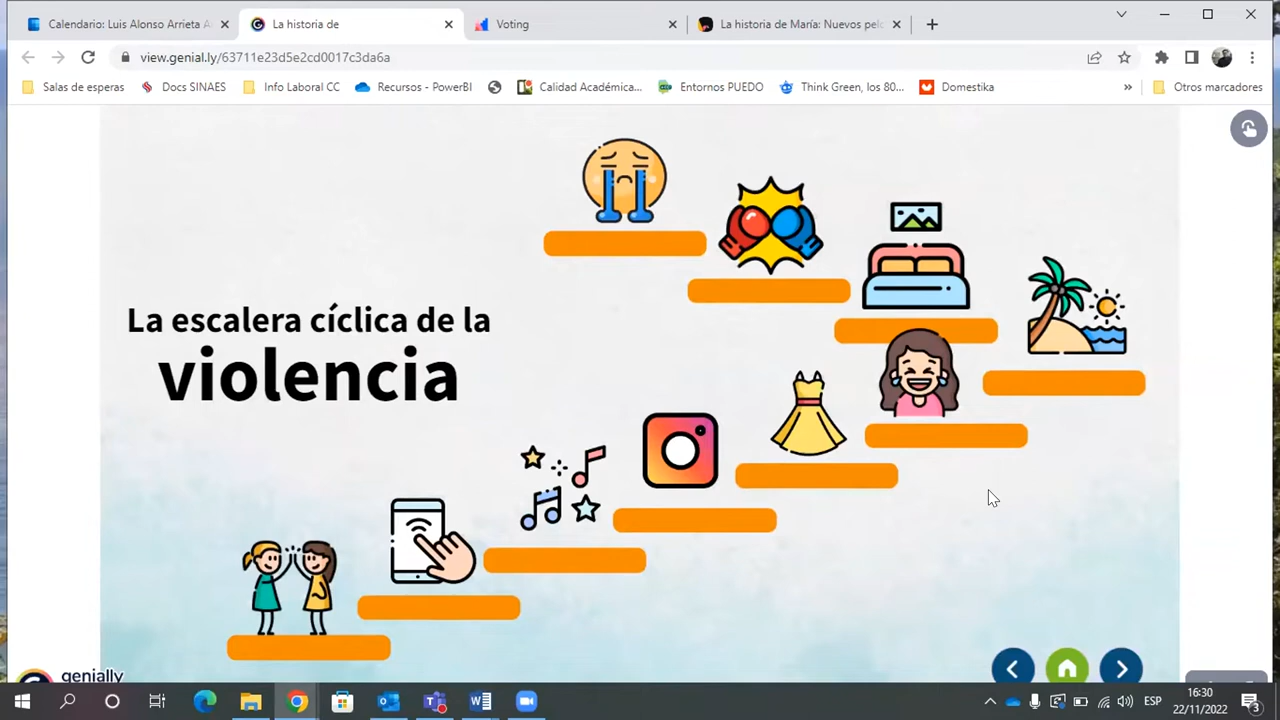 Calendario: Luis Alonso Arrieta A
La historia de
Voting
La historia de María: Nuevos pelo
view.genial.ly/63711e23d5e2cd0017c3da6a
Salas de esperas
Docs SINAES
Info Laboral CC
Recursos - PowerBI
Calidad Académica...
Entornos PUEDO
Think Green, los 80...
Domestika
»
Otros marcadores
La escalera cíclica de la
violencia
genially
ESP
16:30
22/11/2022
3